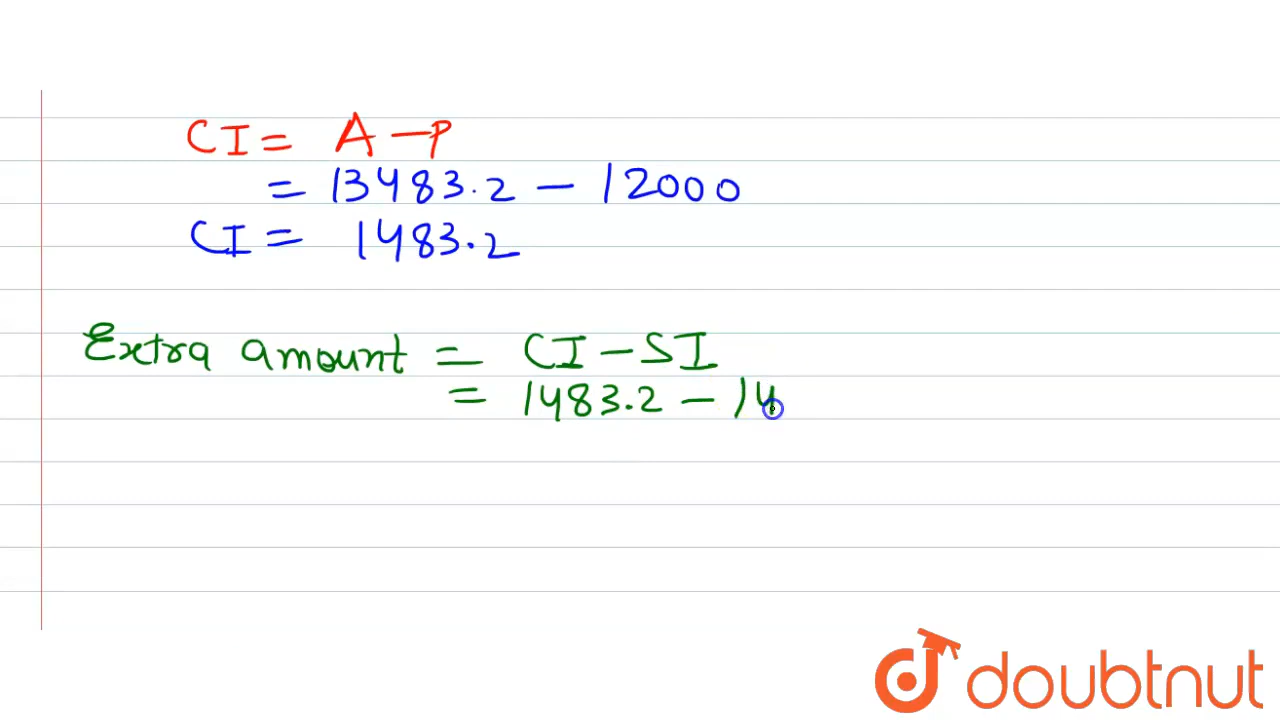 CI = A - P
= 13483.2 - 12000
CI = 1483.2
Extra amount = CI - SI
= 1483.2 - 14
doubtnut